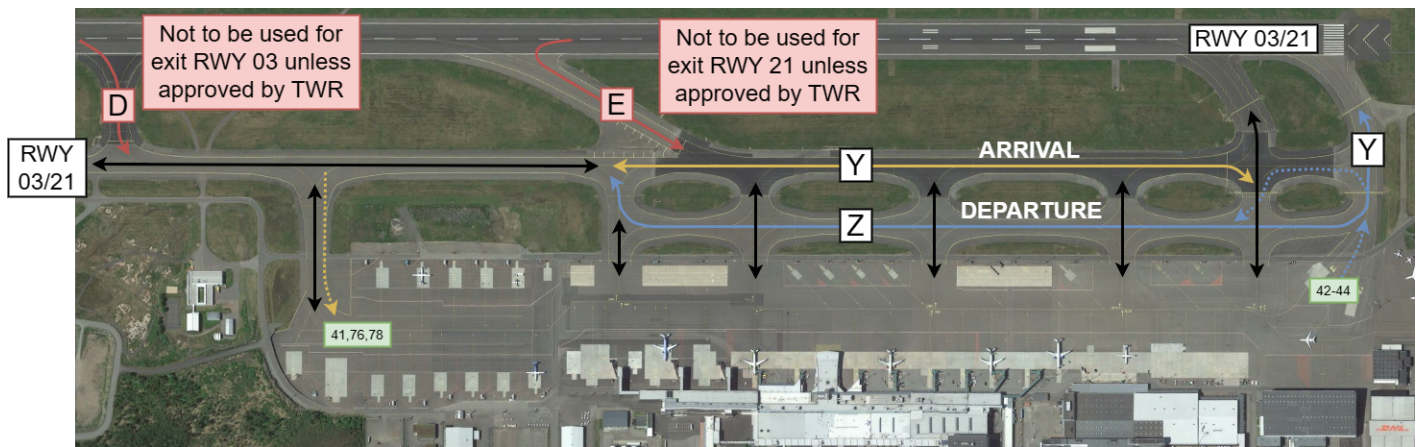 Not to be used for
exit RWY 03 unless
approved by TWR
Not to be used for
exit RWY 21 unless
approved by TWR
RWY 03/21
D
E
RWY
03/21
Y
ARRIVAL
Y
DEPARTURE
Z
41,76,78
42-44
DHL